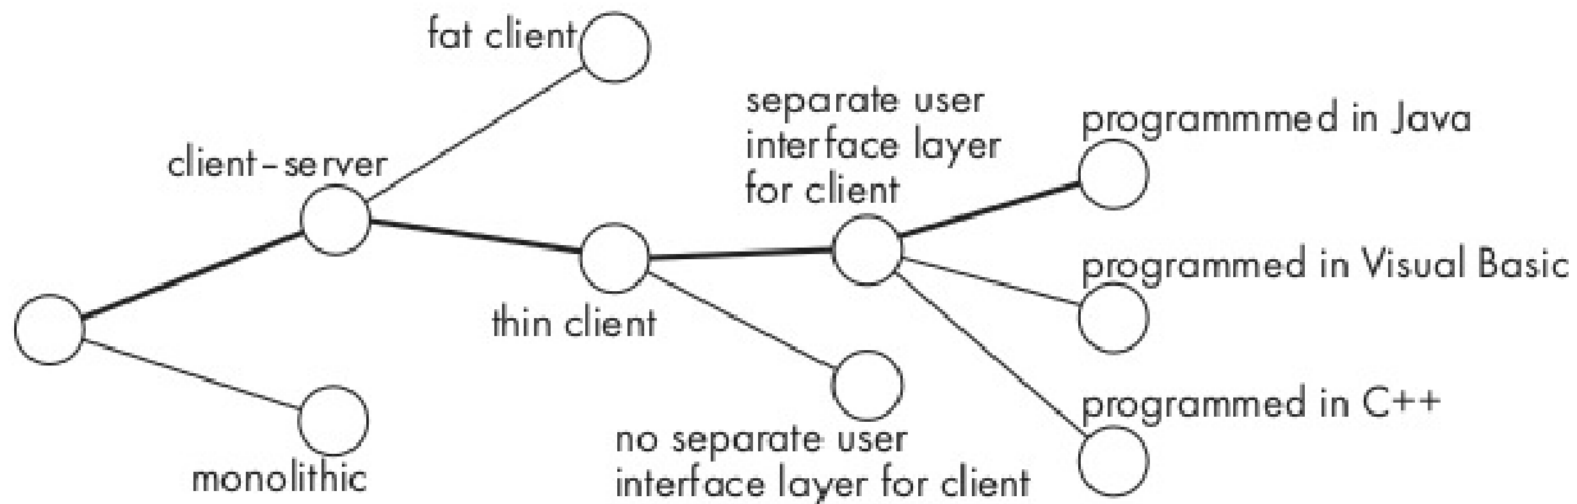 fat client
separate user
interface layer
for client
programmmed in Java
client-server
programmed in Visual Basic
thin client
programmed in C++
no separate user
interface layer for client
monolithic